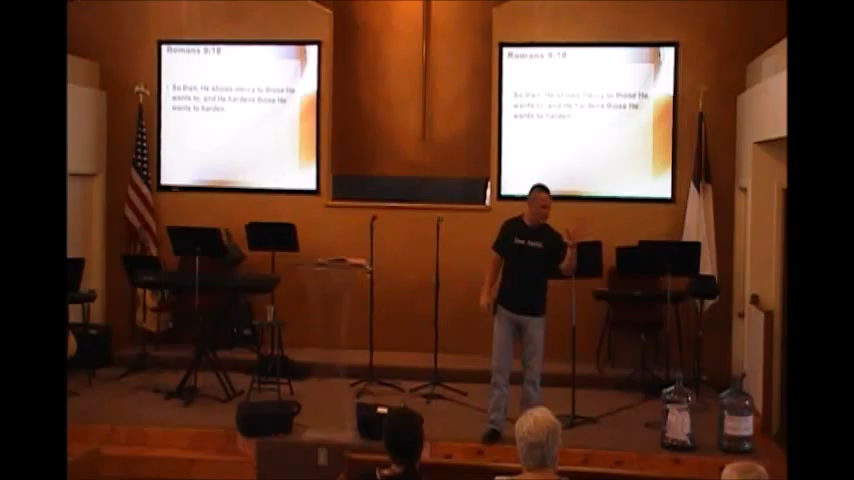 Romans 9:18
So then, He shows mercy to those He
wants to, and He hardens those He
wants to harden.
Romans 9:18
So then, He shows mercy to those He
wants to, and He hardens those He
wants to harden.